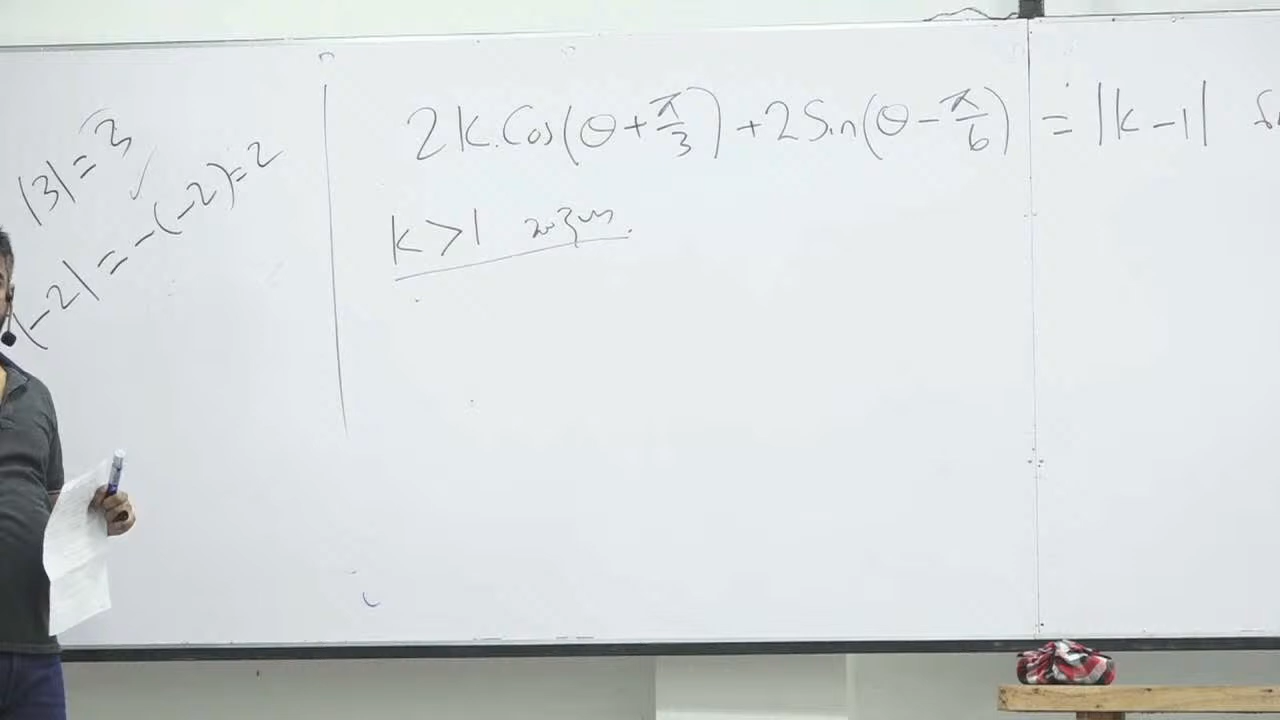 |3| = 3
|-2| = -(-2) = 2
2k.Cos(θ + π/3) + 2Sin(θ - π/6) = |k - 1|
k > 1